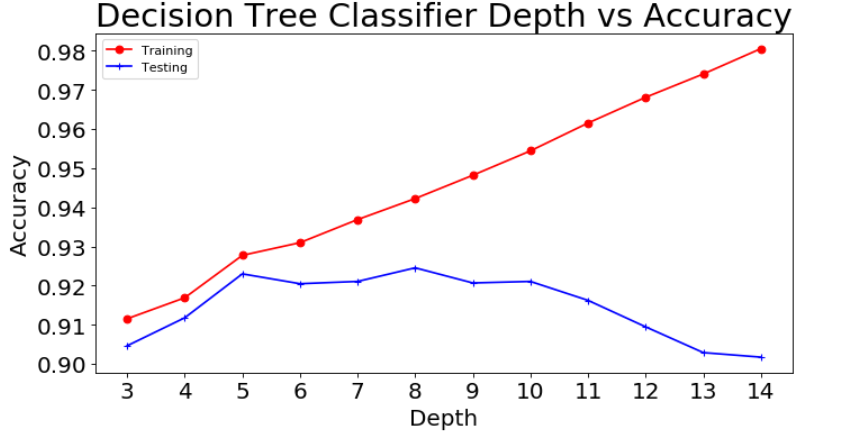 Decision Tree Classifier Depth vs Accuracy
Training
Testing
Accuracy
0.98
0.97
0.96
0.95
0.94
0.93
0.92
0.91
0.90
3 4 5 6 7 8 9 10 11 12 13 14
Depth